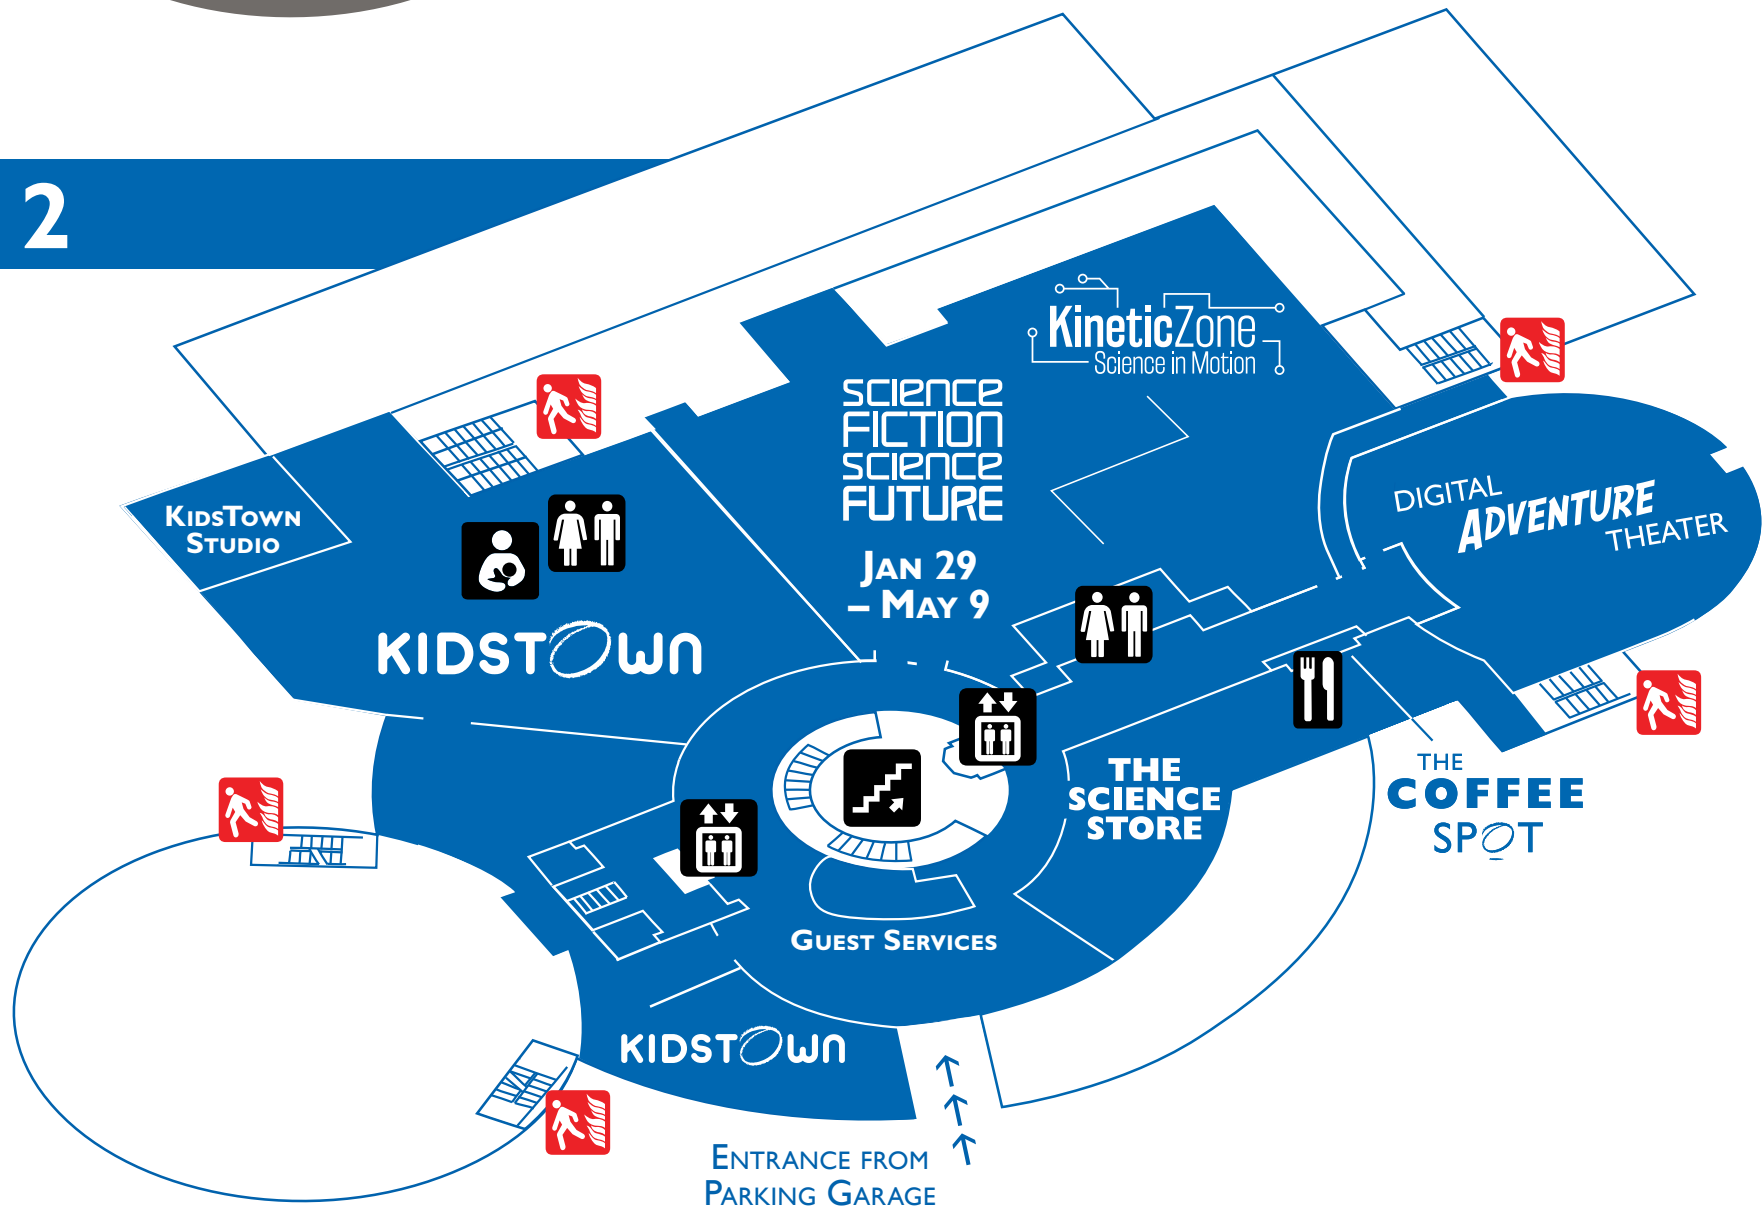 2
KineticZone
Science in Motion
SCIENCE
FICTION
SCIENCE
FUTURE
JAN 29
– MAY 9
DIGITAL
ADVENTURE
THEATER
KIDSTOWN
STUDIO
KIDSTOWN
THE
SCIENCE
STORE
THE
COFFEE
SPOT
GUEST SERVICES
KIDSTOWN
ENTRANCE FROM
PARKING GARAGE